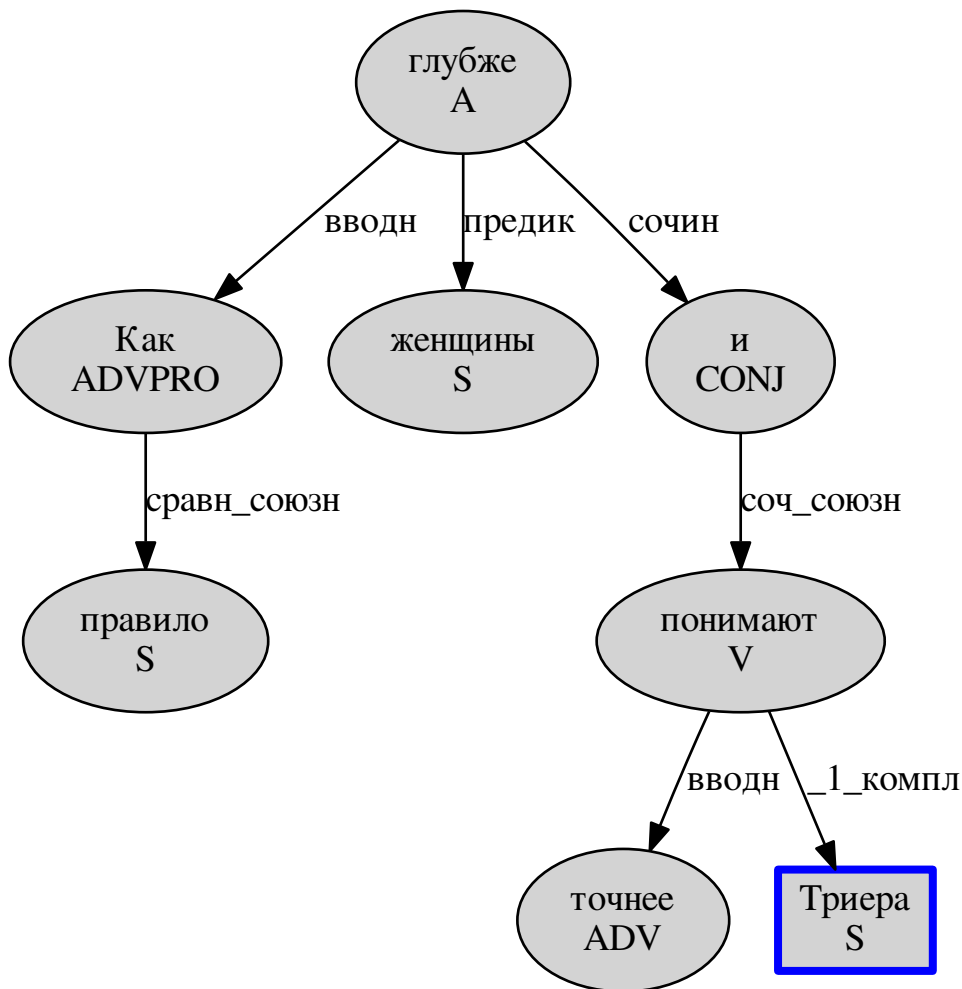 глубже
A
вводн
предик
сочин
Как
ADVPRO
женщины
S
и
CONJ
сравн_союзн
соч_союзн
правило
S
понимают
V
вводн
_1_компл
точнее
ADV
Триера
S